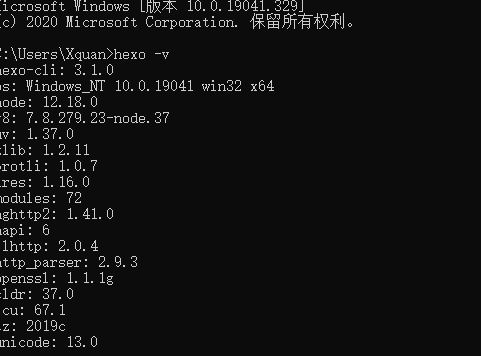 Microsoft Windows [版本 10.0.19041.329]
(c) 2020 Microsoft Corporation. 保留所有权利。
C:\Users\Xquan>hexo -v
hexo-cli: 3.1.0
os: Windows_NT 10.0.19041 win32 x64
node: 12.18.0
v8: 7.8.279.23-node.37
uv: 1.37.0
zlib: 1.2.11
brotli: 1.0.7
ares: 1.16.0
modules: 72
nghttp2: 1.41.0
napi: 6
llhttp: 2.0.4
http_parser: 2.9.3
openssl: 1.1.1g
cldr: 37.0
icu: 67.1
tz: 2019c
unicode: 13.0